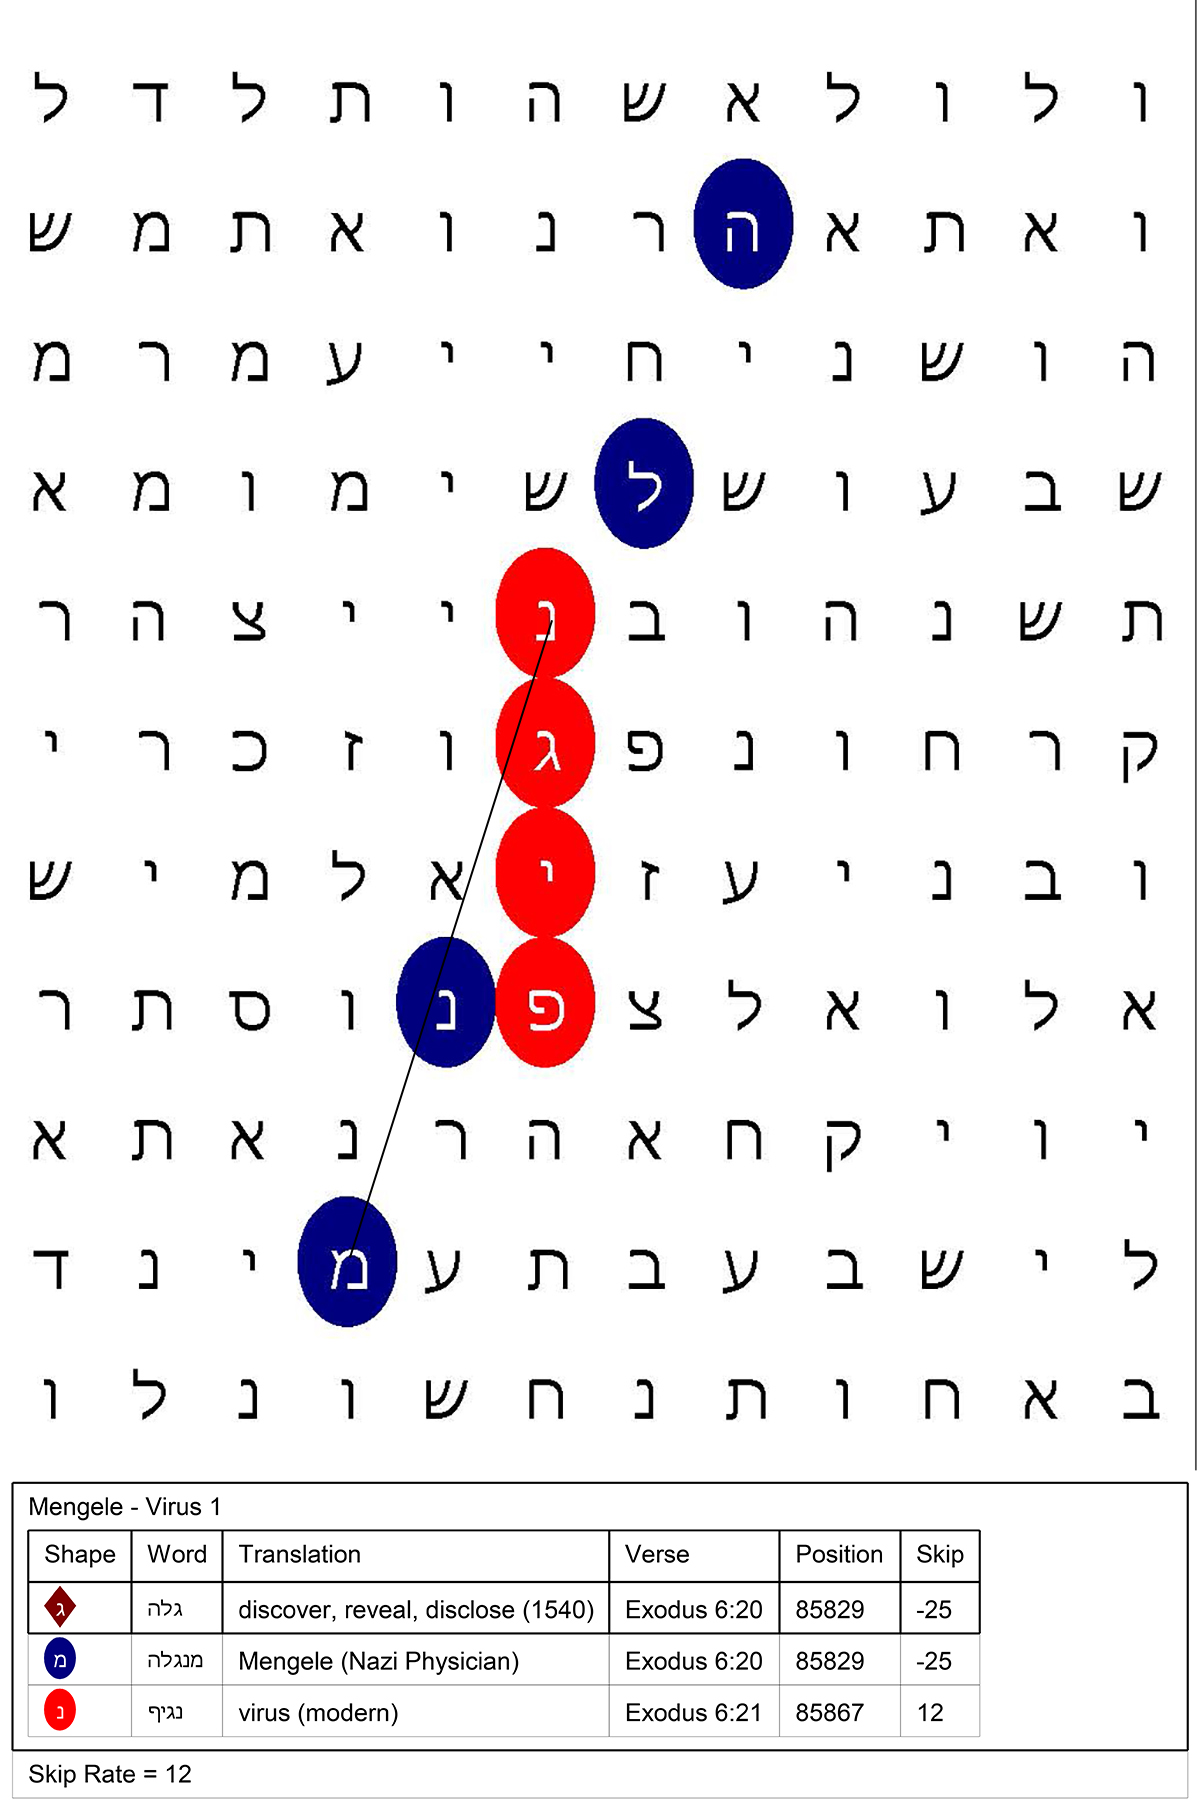 ו ל ו ל א ש ה ו ת ל ד ל
ו א ת א ה ר נ ו א ת מ ש
ה ו ש נ י ח י י ע מ ר מ
ש ב ע ו ש ל ש י מ ו מ א
ת ש נ ה ו ב נ י י צ ה ר
ק ר ח ו נ פ ג ו ז כ ר י
ו ב נ י ע ז י א ל מ י ש
א ל ו א ל צ פ נ ו ס ת ר
י ו י ק ח א ה ר נ א ת א
ל י ש ב ע ב ת ע מ י נ ד
ב א ח ו ת נ ח ש ו נ ל ו
Mengele - Virus 1
Shape Word Translation Verse Position Skip
ג גלה discover, reveal, disclose (1540) Exodus 6:20 85829 -25
מ מנגלה Mengele (Nazi Physician) Exodus 6:20 85829 -25
נ נגיף virus (modern) Exodus 6:21 85867 12
Skip Rate = 12